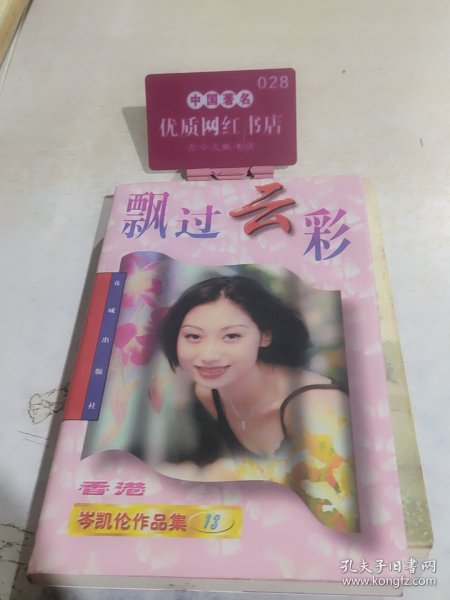 028
中国著名
优质网红书店
飘过云彩
花城出版社
香港
岑凯伦作品集 13
孔夫子旧书网
www.kongfz.com